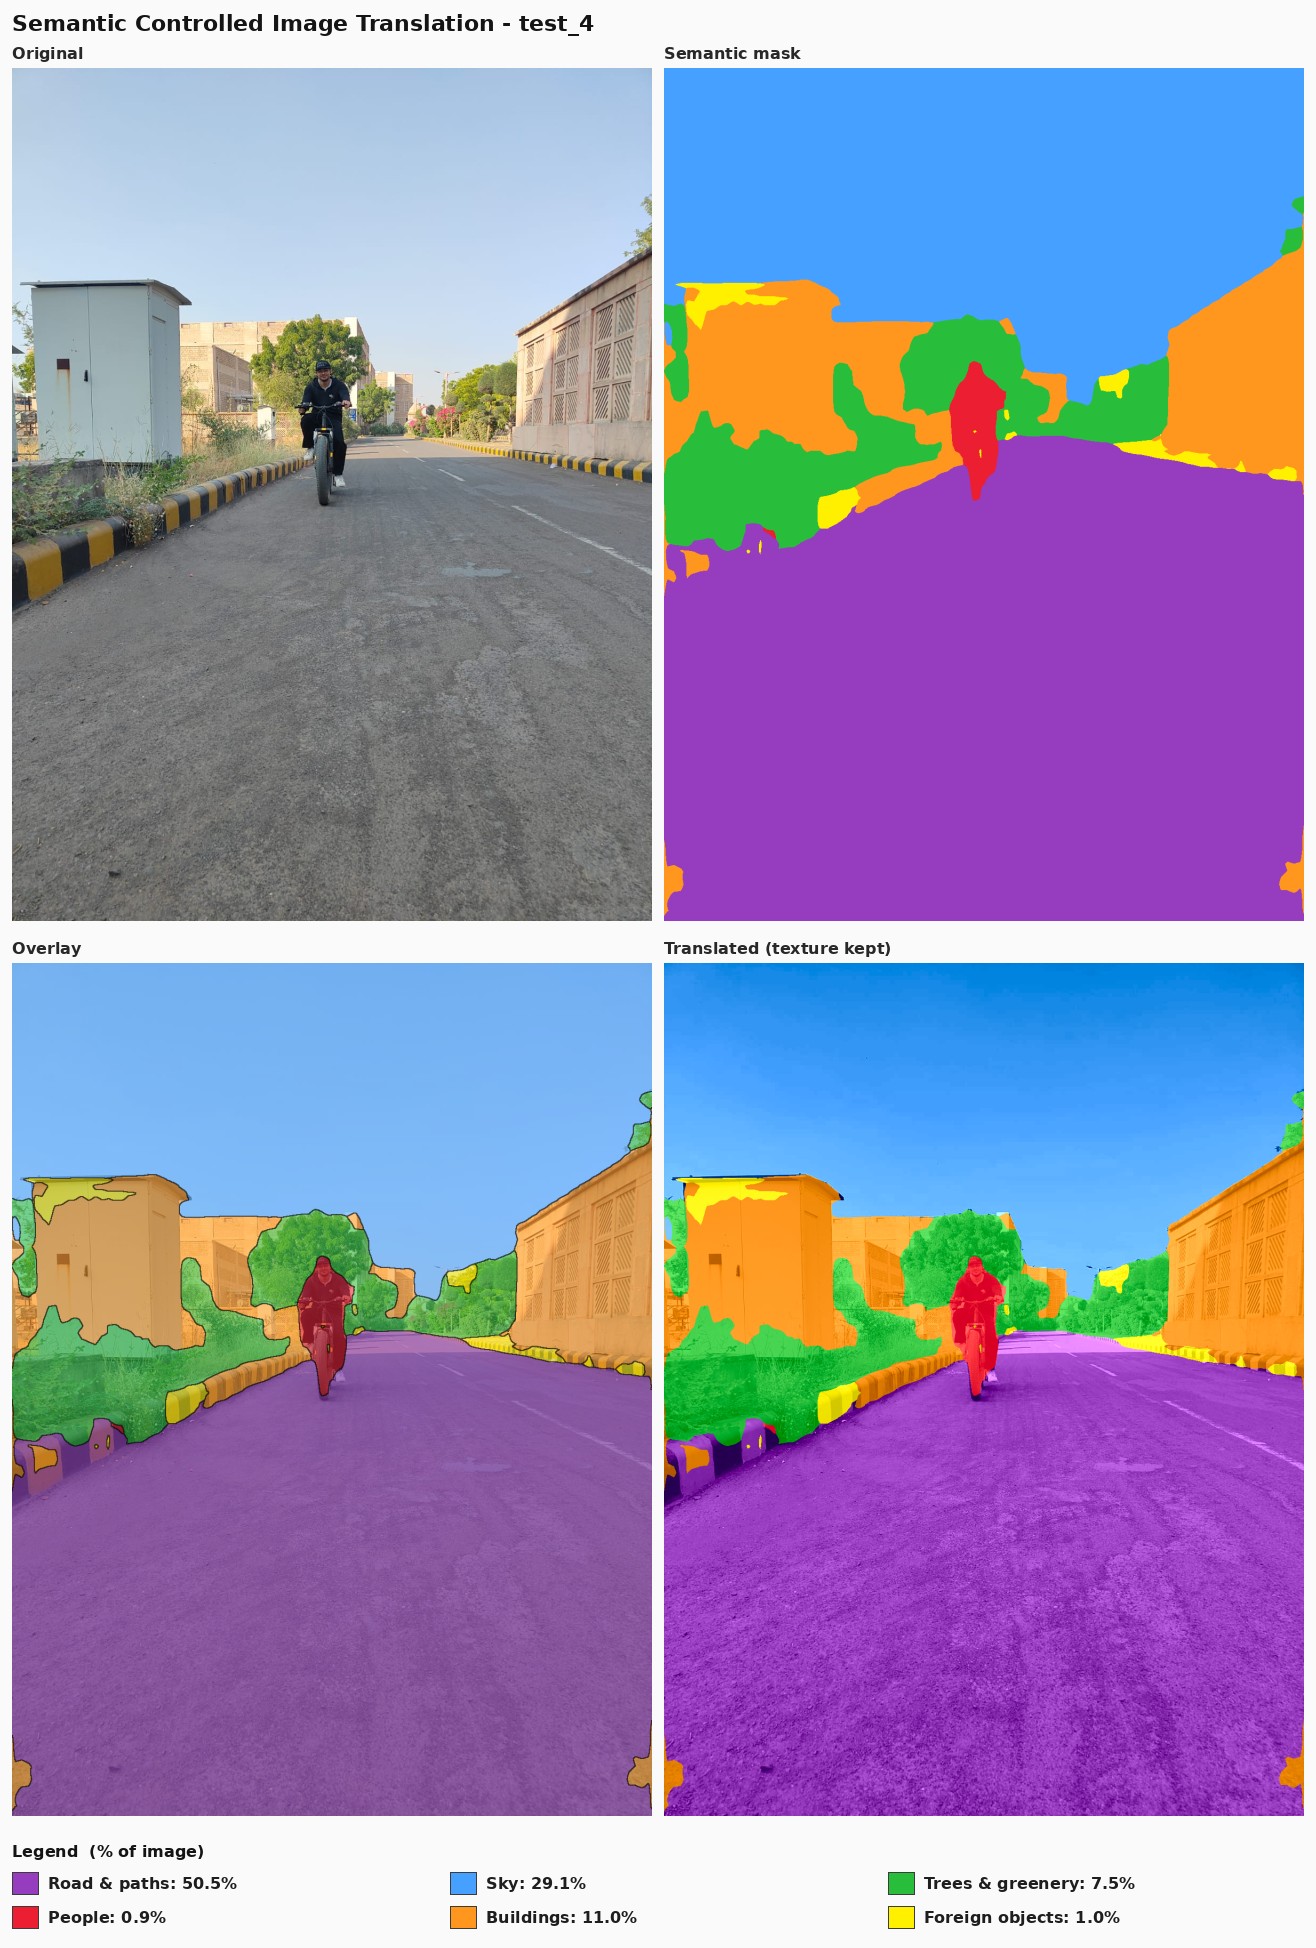 Semantic Controlled Image Translation - test_4
Original
Semantic mask
Overlay
Translated (texture kept)
Legend  (% of image)
Road & paths: 50.5%
Sky: 29.1%
Trees & greenery: 7.5%
People: 0.9%
Buildings: 11.0%
Foreign objects: 1.0%